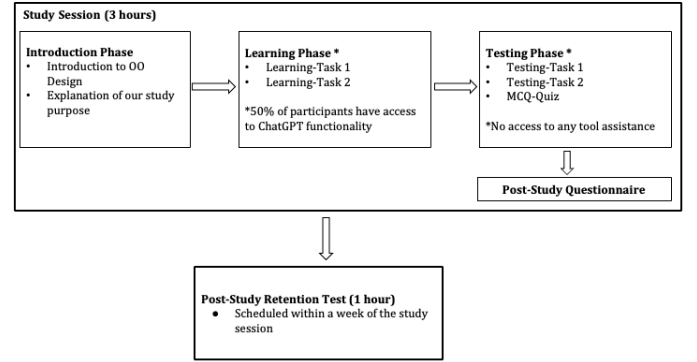 Study Session (3 hours)
Introduction Phase
• Introduction to OO
Design
• Explanation of our study
purpose
Learning Phase *
• Learning-Task 1
• Learning-Task 2
*50% of participants have access
to ChatGPT functionality
Testing Phase *
• Testing-Task 1
• Testing-Task 2
• MCQ-Quiz
*No access to any tool assistance
Post-Study Questionnaire
Post-Study Retention Test (1 hour)
● Scheduled within a week of the study
session